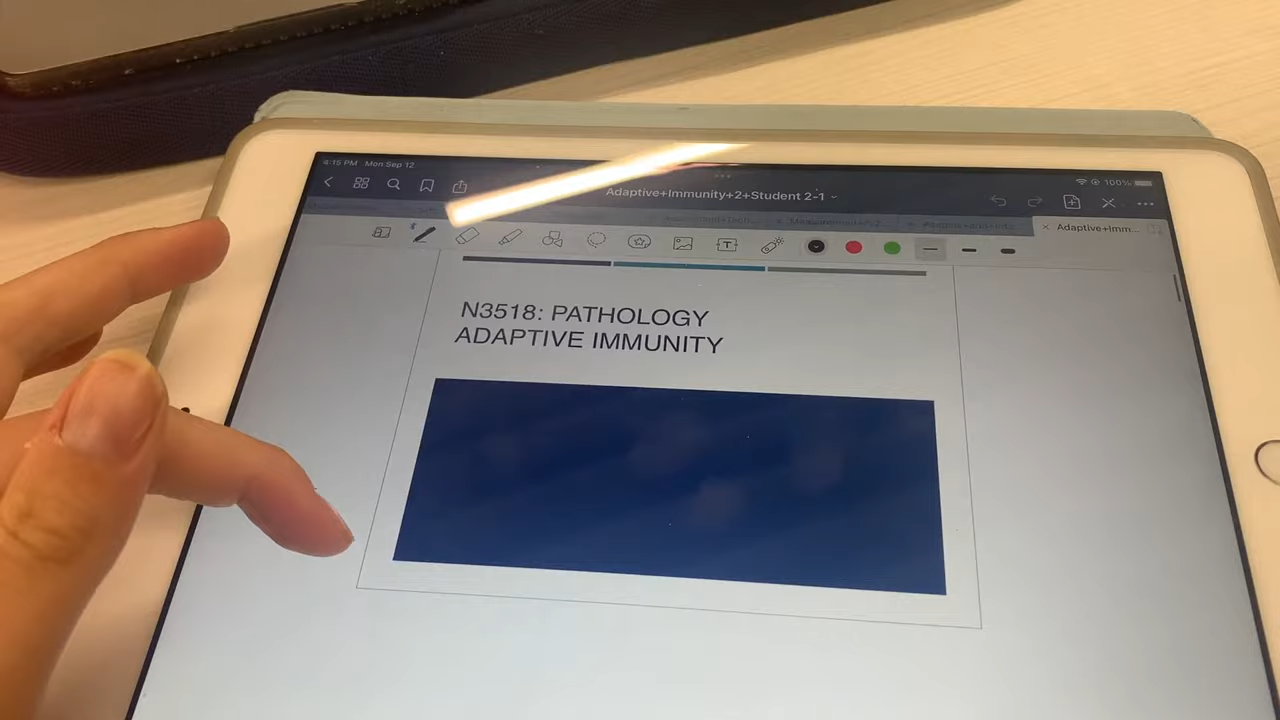 4:15 PM Mon Sep 12
100%
Adaptive+Immunity+2+Student 2-1
Adaptive+Imm...
T
N3518: PATHOLOGY
ADAPTIVE IMMUNITY